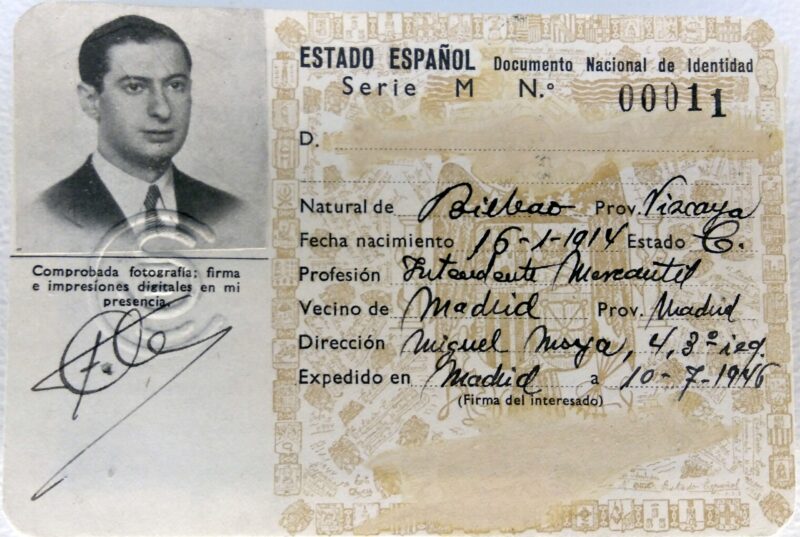 ESTADO ESPAÑOL Documento Nacional de Identidad
Serie M N.º 00011
D.
Natural de Bilbao Prov. Vizcaya
Fecha nacimiento 16-1-1914 Estado C.
Profesión Intendente Mercantil
Vecino de Madrid Prov. Madrid
Dirección Miguel Moya, 4, 3º izq.
Expedido en Madrid a 10-7-1946
(Firma del interesado)
Comprobada fotografía; firma
e impresiones digitales en mi
presencia.